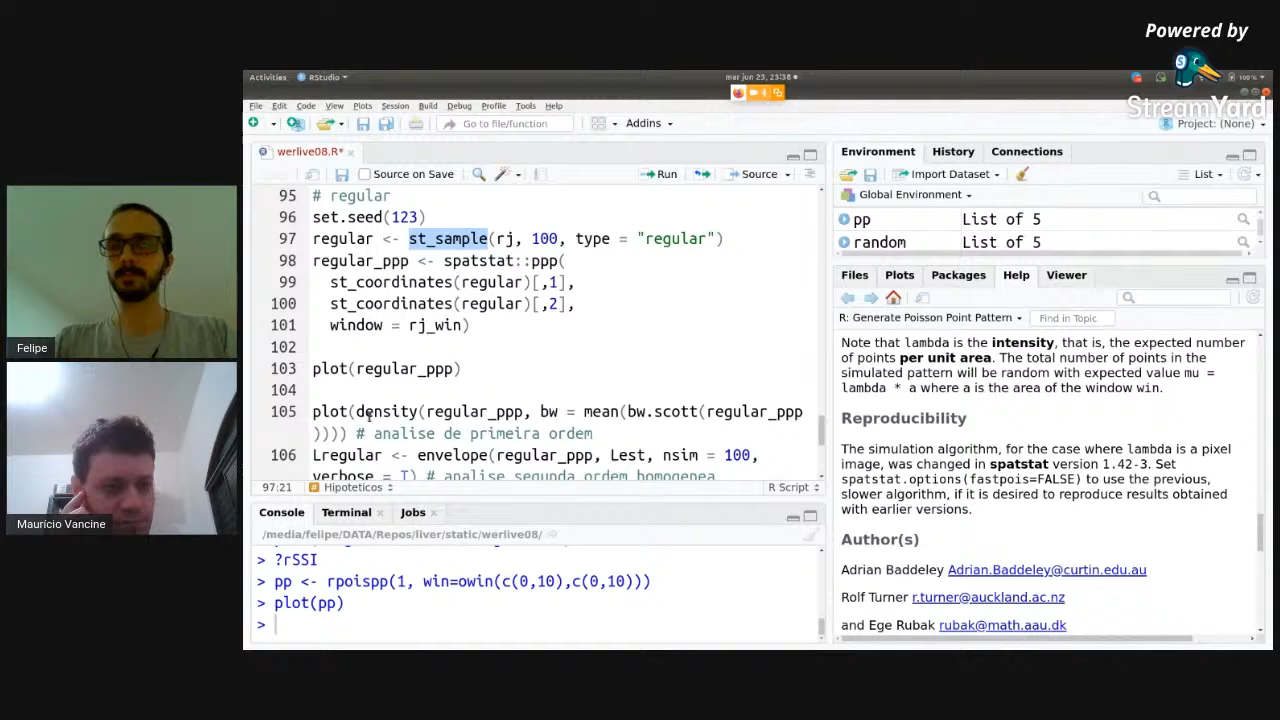 Powered by
StreamYard
Activities RStudio
mar jun 23, 23:38
100%
File Edit Code View Plots Session Build Debug Profile Tools Help
Go to file/function Addins
Project: (None)
werlive08.R*
Source on Save Run Source
95 # regular
96 set.seed(123)
97 regular <- st_sample(rj, 100, type = "regular")
98 regular_ppp <- spatstat::ppp(
99 st_coordinates(regular)[,1],
100 st_coordinates(regular)[,2],
101 window = rj_win)
102
103 plot(regular_ppp)
104
105 plot(density(regular_ppp, bw = mean(bw.scott(regular_ppp
)))) # analise de primeira ordem
106 Lregular <- envelope(regular_ppp, Lest, nsim = 100,
verbose = T) # analise segunda ordem homogenea
97:21 # Hipoteticos R Script
Console Terminal Jobs
/media/felipe/DATA/Repos/liver/static/werlive08/
> ?rSSI
> pp <- rpoispp(1, win=owin(c(0,10),c(0,10)))
> plot(pp)
>
Environment History Connections
Import Dataset List
Global Environment
pp List of 5
random List of 5
Files Plots Packages Help Viewer
R: Generate Poisson Point Pattern Find in Topic
Note that lambda is the intensity, that is, the expected number
of points per unit area. The total number of points in the
simulated pattern will be random with expected value mu =
lambda * a where a is the area of the window win.
Reproducibility
The simulation algorithm, for the case where lambda is a pixel
image, was changed in spatstat version 1.42-3. Set
spatstat.options(fastpois=FALSE) to use the previous,
slower algorithm, if it is desired to reproduce results obtained
with earlier versions.
Author(s)
Adrian Baddeley Adrian.Baddeley@curtin.edu.au
Rolf Turner r.turner@auckland.ac.nz
and Ege Rubak rubak@math.aau.dk
Felipe
Maurício Vancine